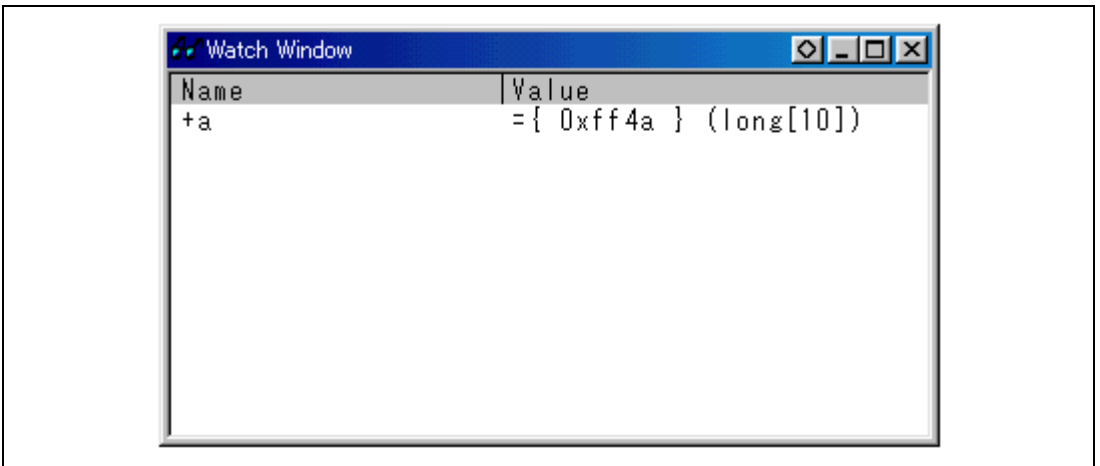 Watch Window
Name Value
+a ={ 0xff4a } (long[10])